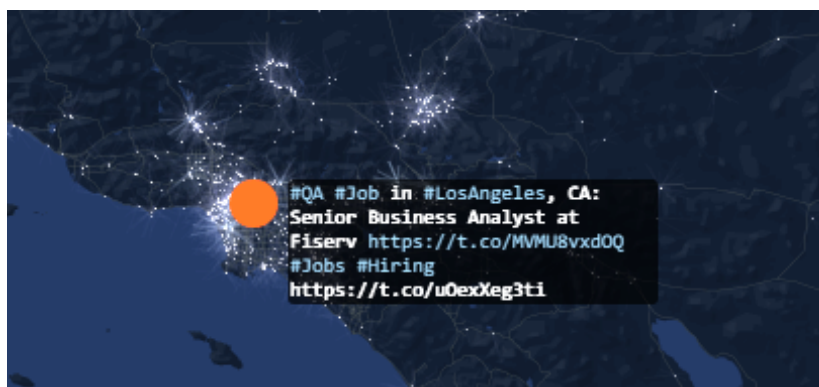 #QA #Job in #LosAngeles, CA:
Senior Business Analyst at
Fiserv https://t.co/MVMU8vxdOQ
#Jobs #Hiring
https://t.co/uOexXeg3ti